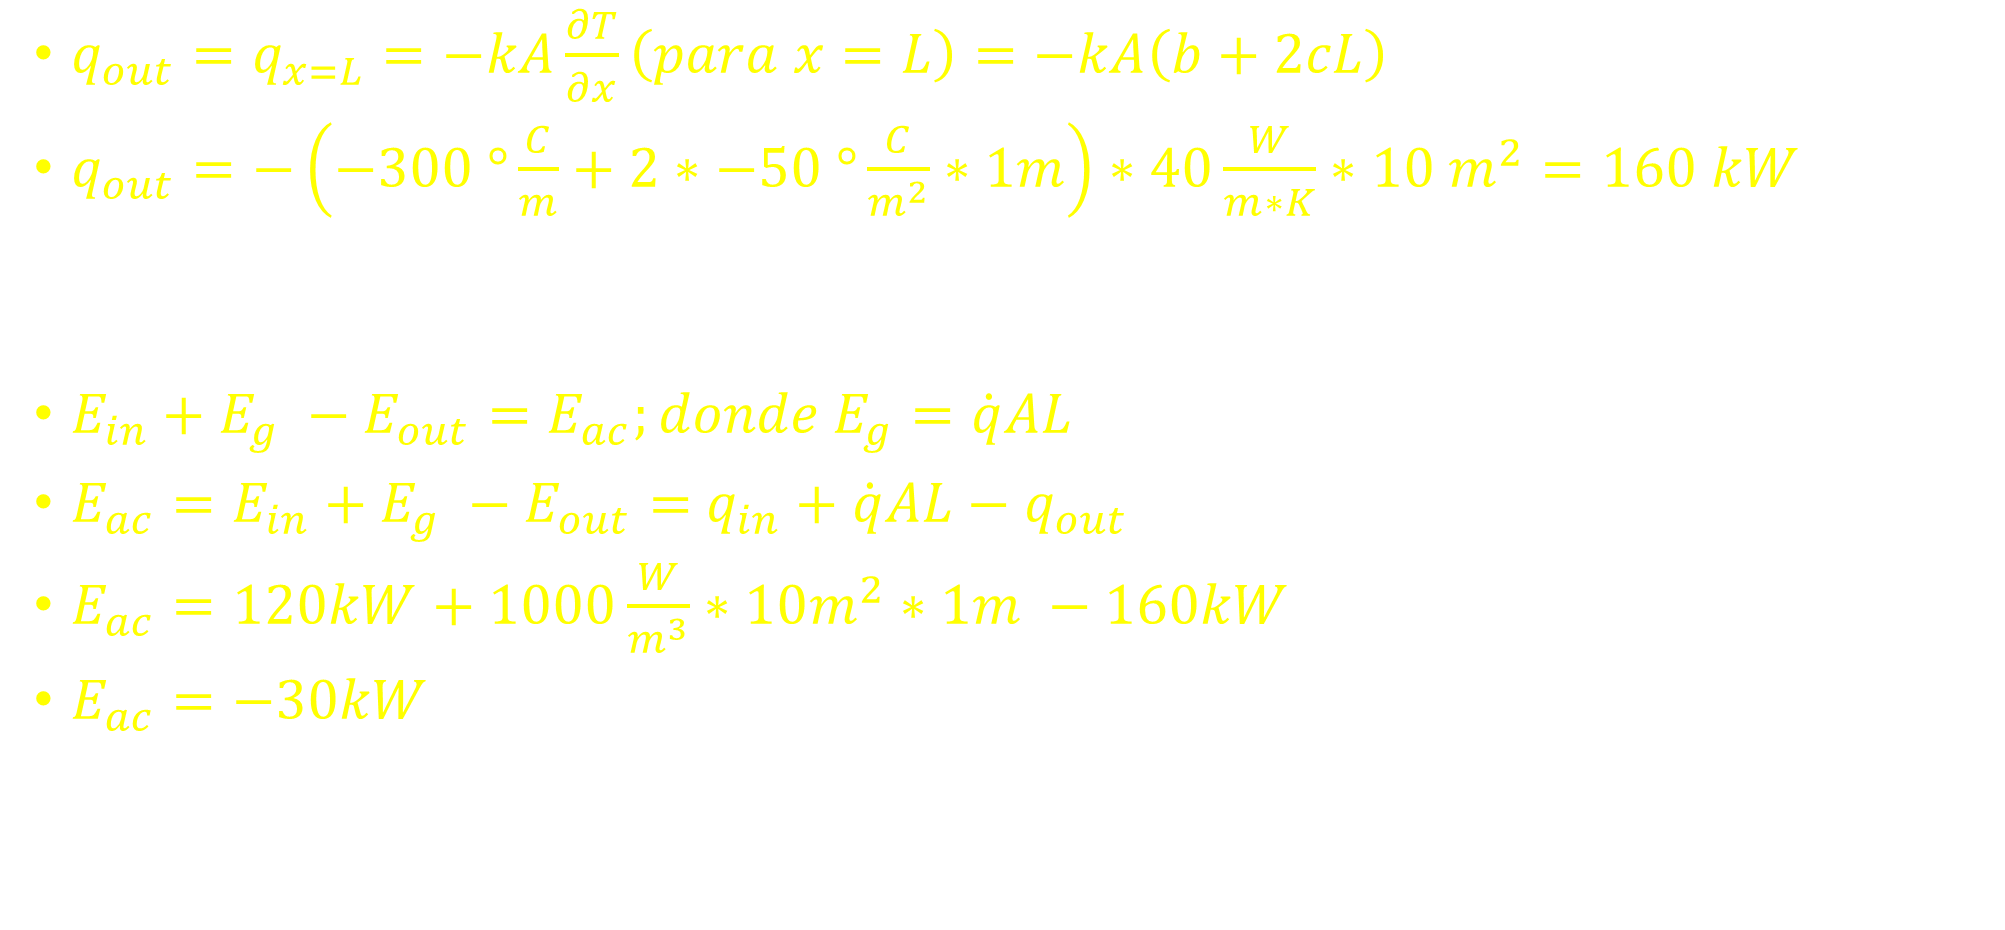 • q_out = q_x=L = −kA ∂T/∂x (para x = L) = −kA(b + 2cL)
• q_out = −(−300 °C/m + 2 ∗ −50 °C/m² ∗ 1m) ∗ 40 W/m∗K ∗ 10 m² = 160 kW
• E_in + E_g − E_out = E_ac; donde E_g = q̇AL
• E_ac = E_in + E_g − E_out = q_in + q̇AL − q_out
• E_ac = 120kW + 1000 W/m³ ∗ 10m² ∗ 1m − 160kW
• E_ac = −30kW